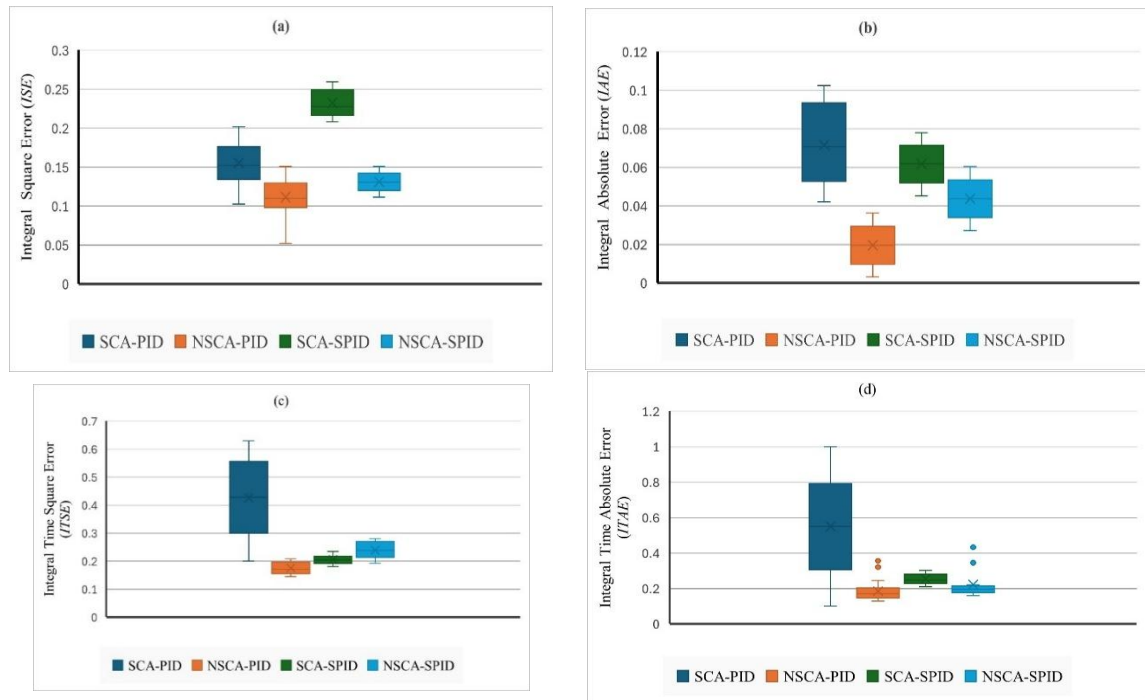 (a)
Integral Square Error (ISE)
0.3
0.25
0.2
0.15
0.1
0.05
0
SCA-PID NSCA-PID SCA-SPID NSCA-SPID
(b)
Integral Absolute Error (IAE)
0.12
0.1
0.08
0.06
0.04
0.02
0
SCA-PID NSCA-PID SCA-SPID NSCA-SPID
(c)
Integral Time Square Error
(ITSE)
0.7
0.6
0.5
0.4
0.3
0.2
0.1
0
SCA-PID NSCA-PID SCA-SPID NSCA-SPID
(d)
Integral Time Absolute Error
(ITAE)
1.2
1
0.8
0.6
0.4
0.2
0
SCA-PID NSCA-PID SCA-SPID NSCA-SPID